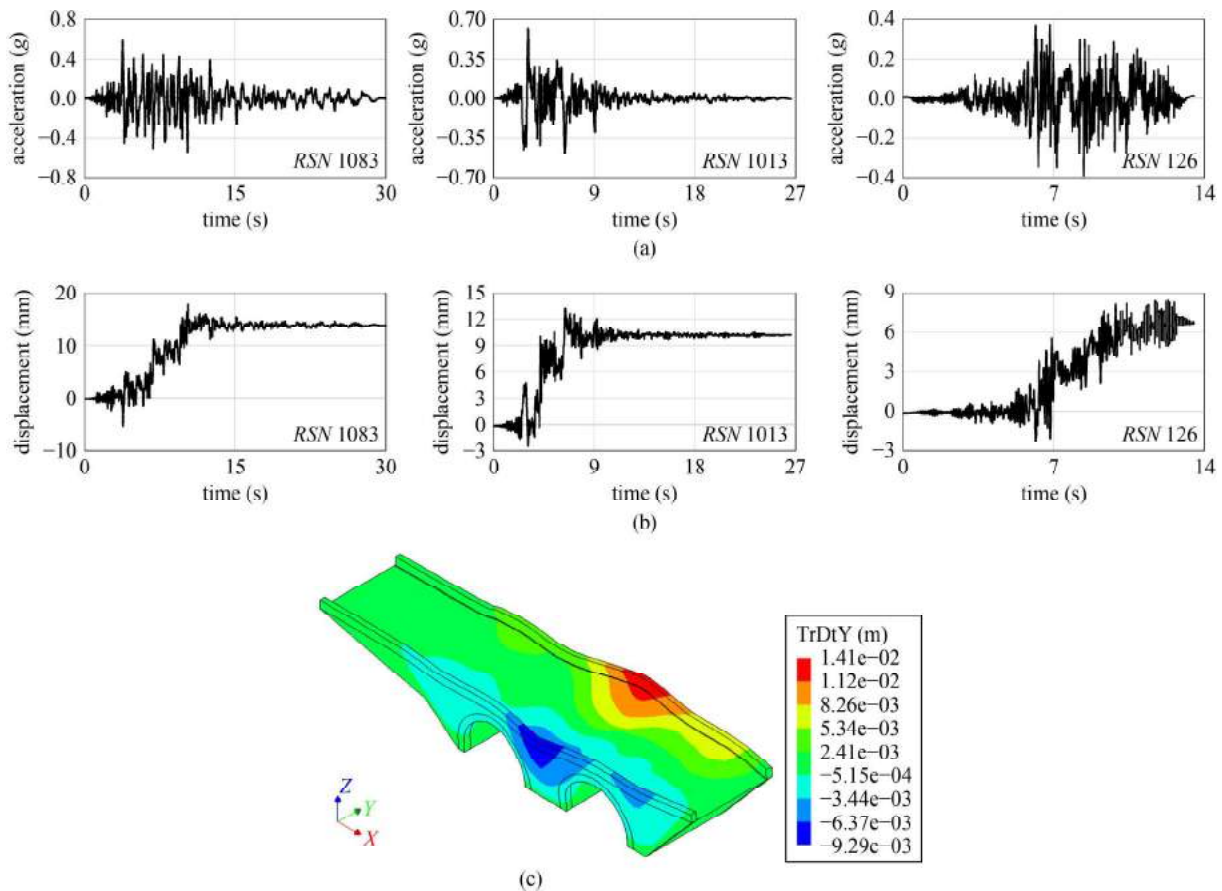 0.8
0.4
0.0
−0.4
−0.8
acceleration (g)
RSN 1083
0 15 30
time (s)
0.70
0.35
0.00
−0.35
−0.70
acceleration (g)
RSN 1013
0 9 18 27
time (s)
0.4
0.2
0.0
−0.2
0.4
acceleration (g)
RSN 126
0 7 14
time (s)
(a)
20
10
0
−10
displacement (mm)
RSN 1083
0 15 30
time (s)
15
12
9
6
3
0
−3
displacement (mm)
RSN 1013
0 9 18 27
time (s)
9
6
3
0
−3
displacement (mm)
RSN 126
0 7 14
time (s)
(b)
TrDtY (m)
1.41e−02
1.12e−02
8.26e−03
5.34e−03
2.41e−03
−5.15e−04
−3.44e−03
−6.37e−03
−9.29e−03
Z
Y
X
(c)